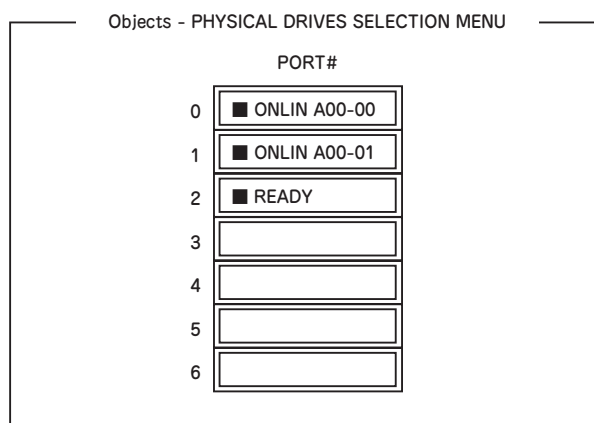 Objects - PHYSICAL DRIVES SELECTION MENU
PORT#
0 ■ ONLIN A00-00
1 ■ ONLIN A00-01
2 ■ READY
3
4
5
6